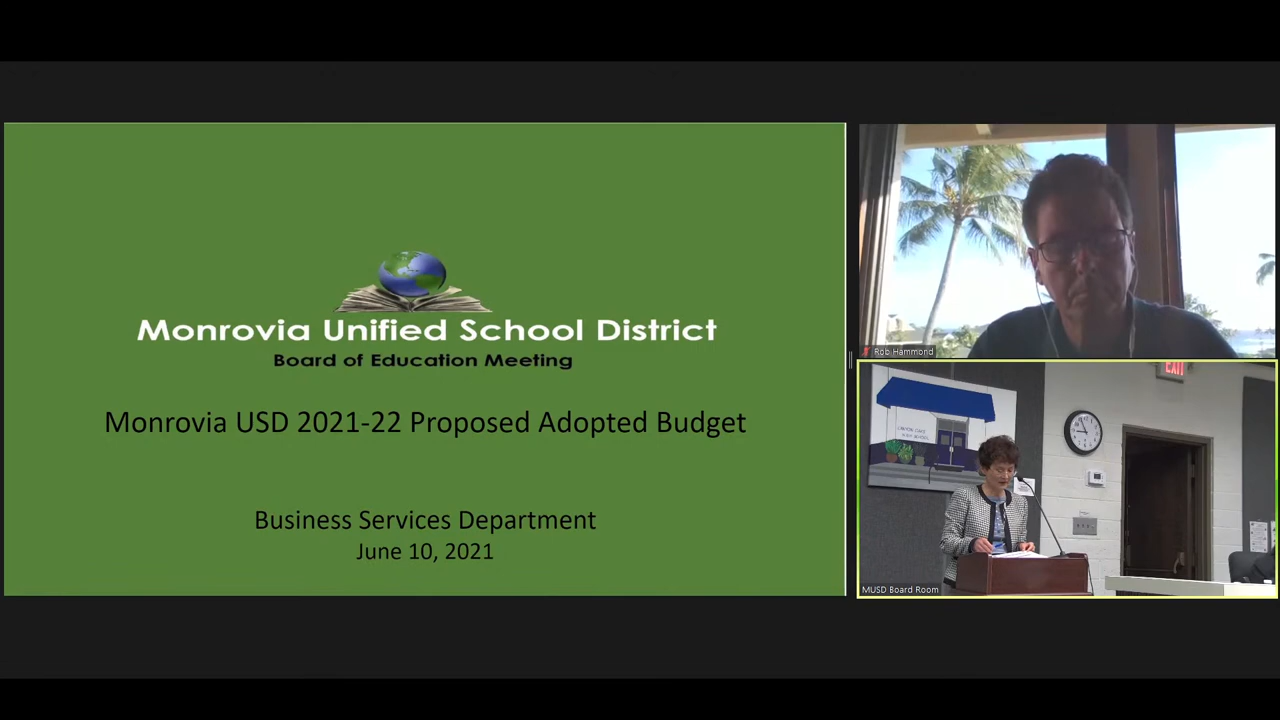 Monrovia Unified School District
Board of Education Meeting
Monrovia USD 2021-22 Proposed Adopted Budget
Business Services Department
June 10, 2021
Rob Hammond
EXIT
MUSD Board Room